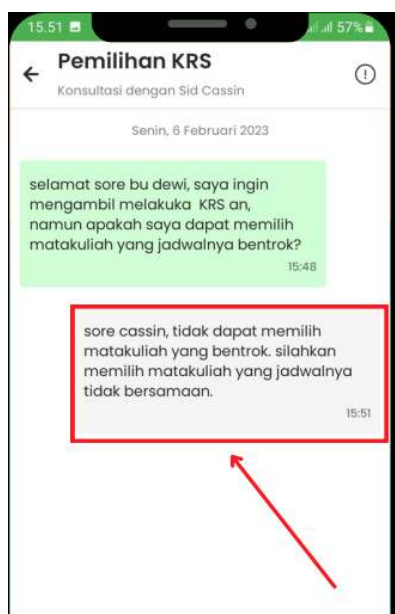 15.51 57%
Pemilihan KRS
Konsultasi dengan Sid Cassin
Senin, 6 Februari 2023
selamat sore bu dewi, saya ingin
mengambil melakuka KRS an,
namun apakah saya dapat memilih
matakuliah yang jadwalnya bentrok?
15:48
sore cassin, tidak dapat memilih
matakuliah yang bentrok. silahkan
memilih matakuliah yang jadwalnya
tidak bersamaan.
15:51